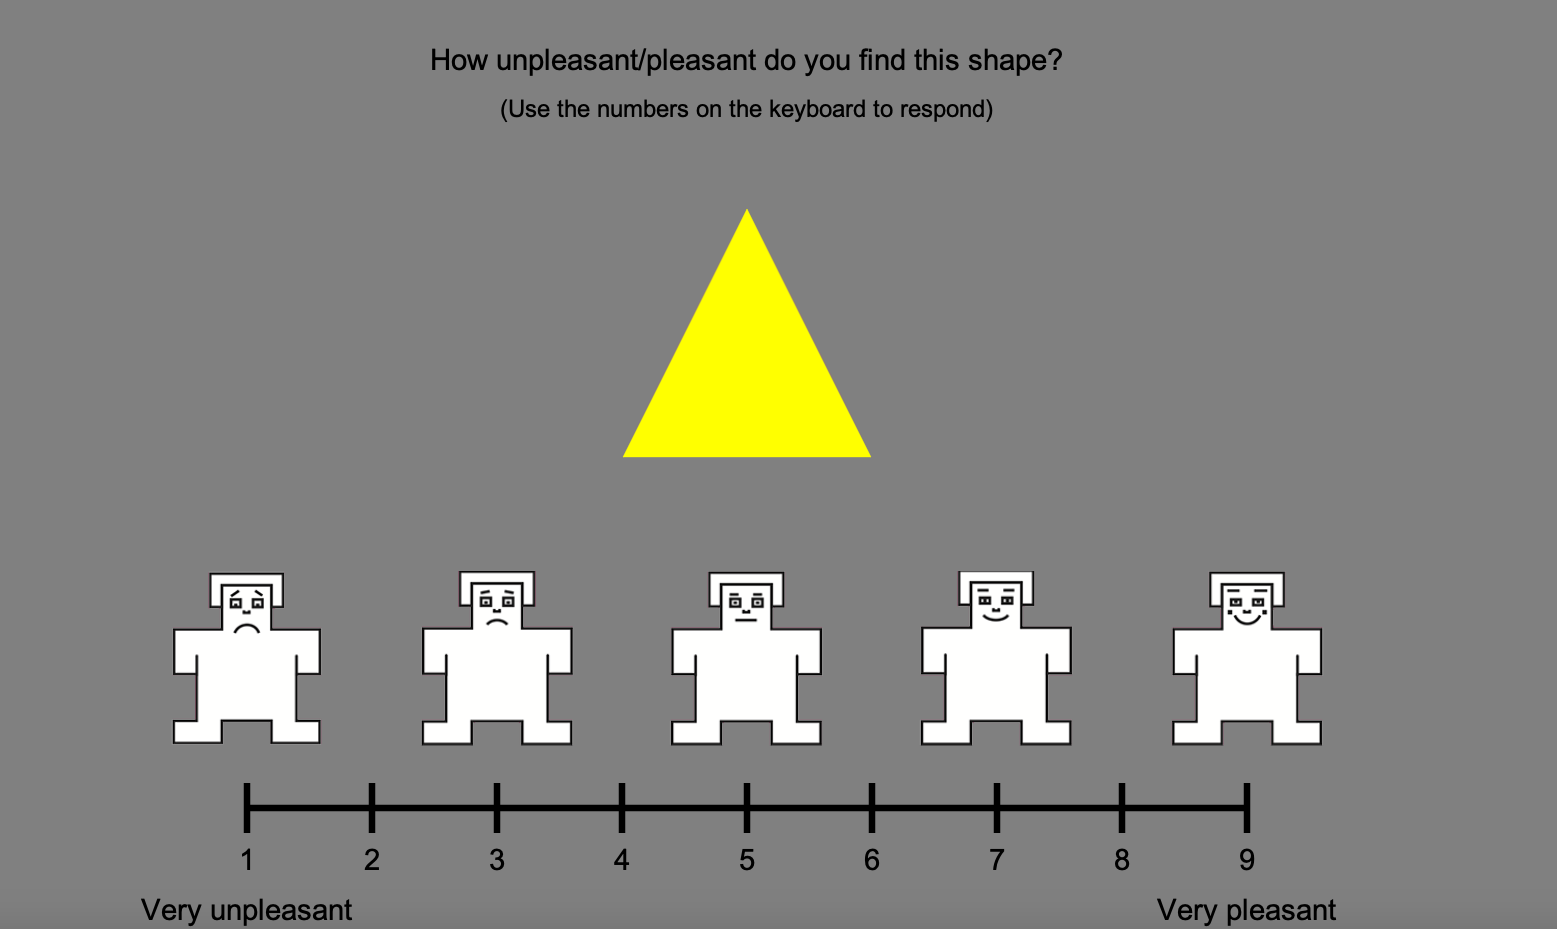 How unpleasant/pleasant do you find this shape?
(Use the numbers on the keyboard to respond)
1 2 3 4 5 6 7 8 9
Very unpleasant Very pleasant